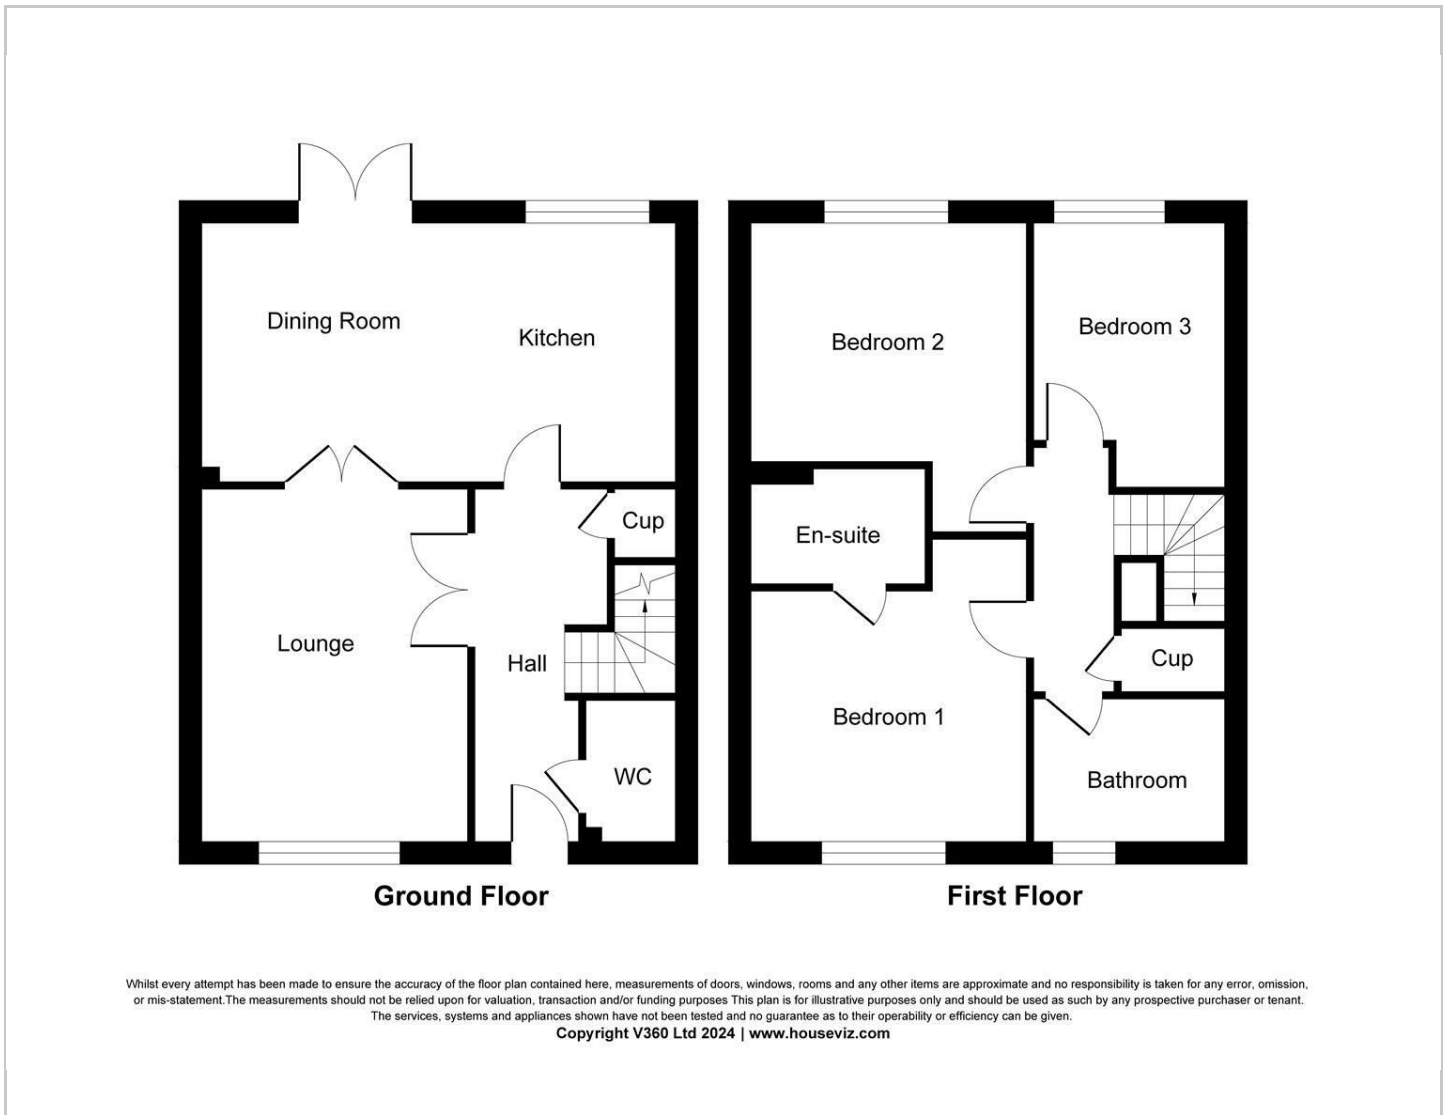 Dining Room
Kitchen
Cup
Lounge
Hall
WC
Ground Floor
Bedroom 2
Bedroom 3
En-suite
Cup
Bedroom 1
Bathroom
First Floor
Whilst every attempt has been made to ensure the accuracy of the floor plan contained here, measurements of doors, windows, rooms and any other items are approximate and no responsibility is taken for any error, omission,
or mis-statement.The measurements should not be relied upon for valuation, transaction and/or funding purposes This plan is for illustrative purposes only and should be used as such by any prospective purchaser or tenant.
The services, systems and appliances shown have not been tested and no guarantee as to their operability or efficiency can be given.
Copyright V360 Ltd 2024 | www.houseviz.com